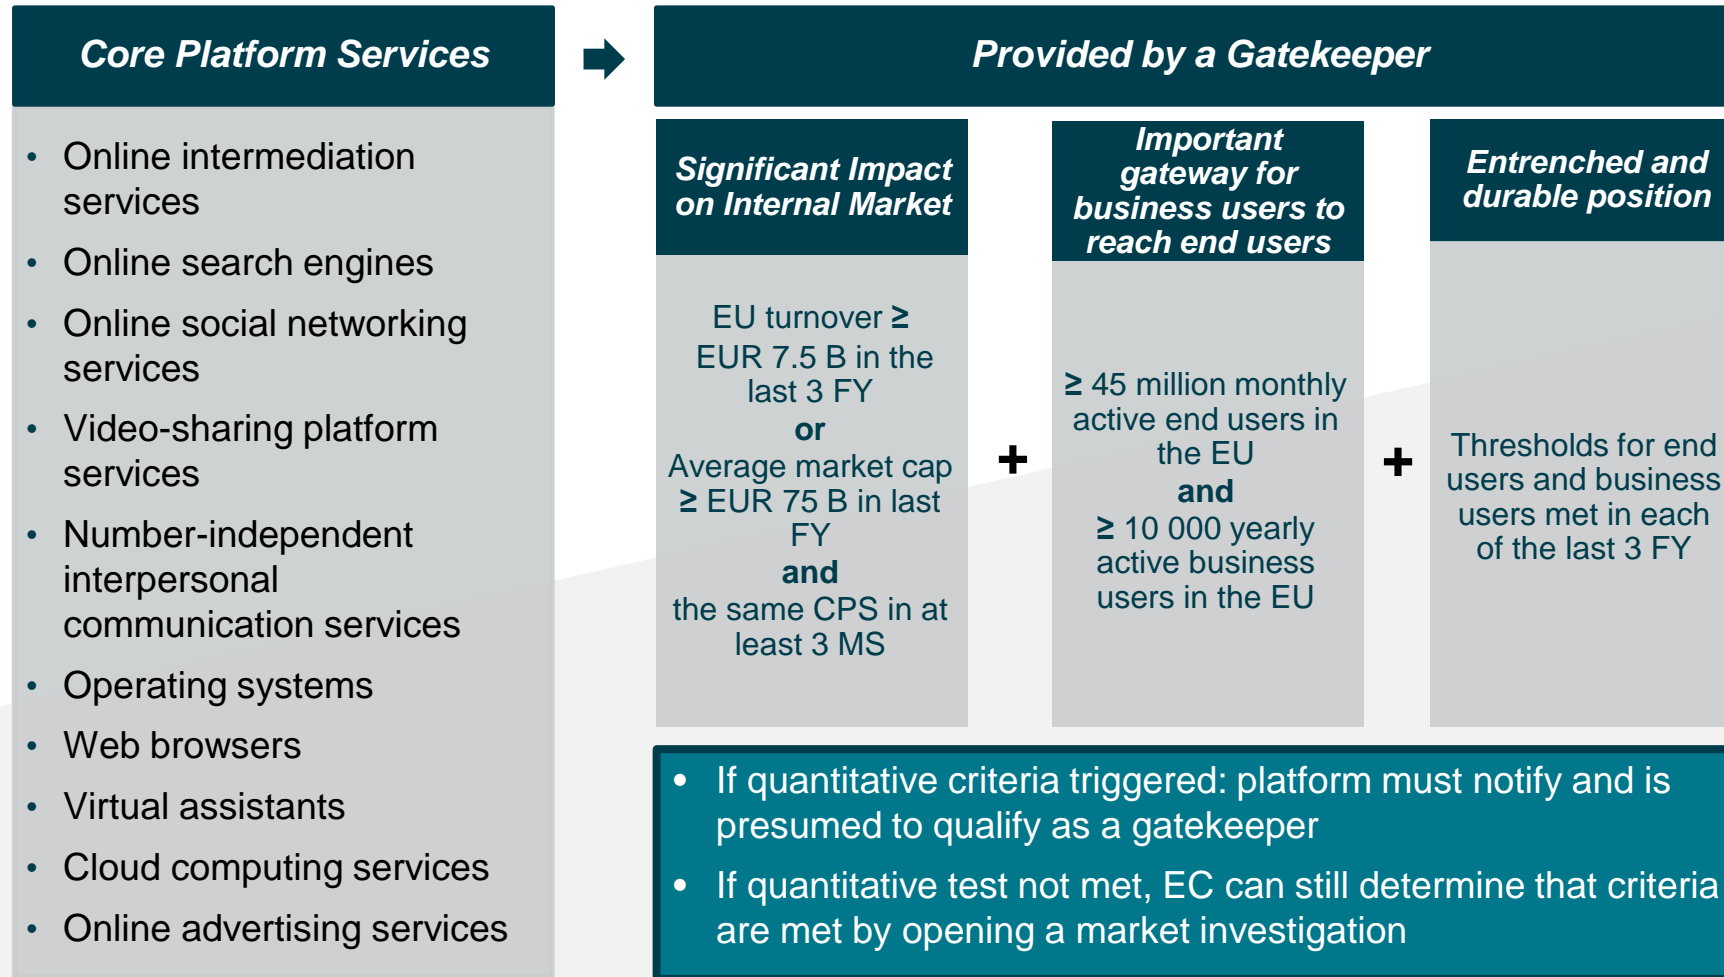 Core Platform Services
• Online intermediation
services
• Online search engines
• Online social networking
services
• Video-sharing platform
services
• Number-independent
interpersonal
communication services
• Operating systems
• Web browsers
• Virtual assistants
• Cloud computing services
• Online advertising services
Provided by a Gatekeeper
Significant Impact
on Internal Market
EU turnover ≥
EUR 7.5 B in the
last 3 FY
or
Average market cap
≥ EUR 75 B in last
FY
and
the same CPS in at
least 3 MS
+
Important
gateway for
business users to
reach end users
≥ 45 million monthly
active end users in
the EU
and
≥ 10 000 yearly
active business
users in the EU
+
Entrenched and
durable position
Thresholds for end
users and business
users met in each
of the last 3 FY
• If quantitative criteria triggered: platform must notify and is
presumed to qualify as a gatekeeper
• If quantitative test not met, EC can still determine that criteria
are met by opening a market investigation